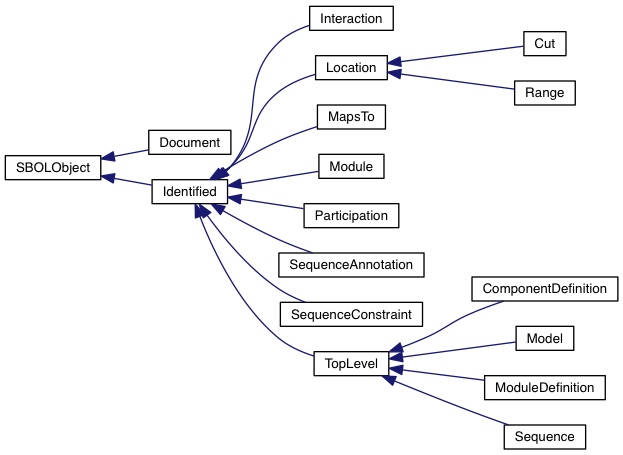 Interaction
Location
Cut
Range
MapsTo
Document
SBOLObject
Module
Identified
Participation
SequenceAnnotation
SequenceConstraint
ComponentDefinition
Model
TopLevel
ModuleDefinition
Sequence